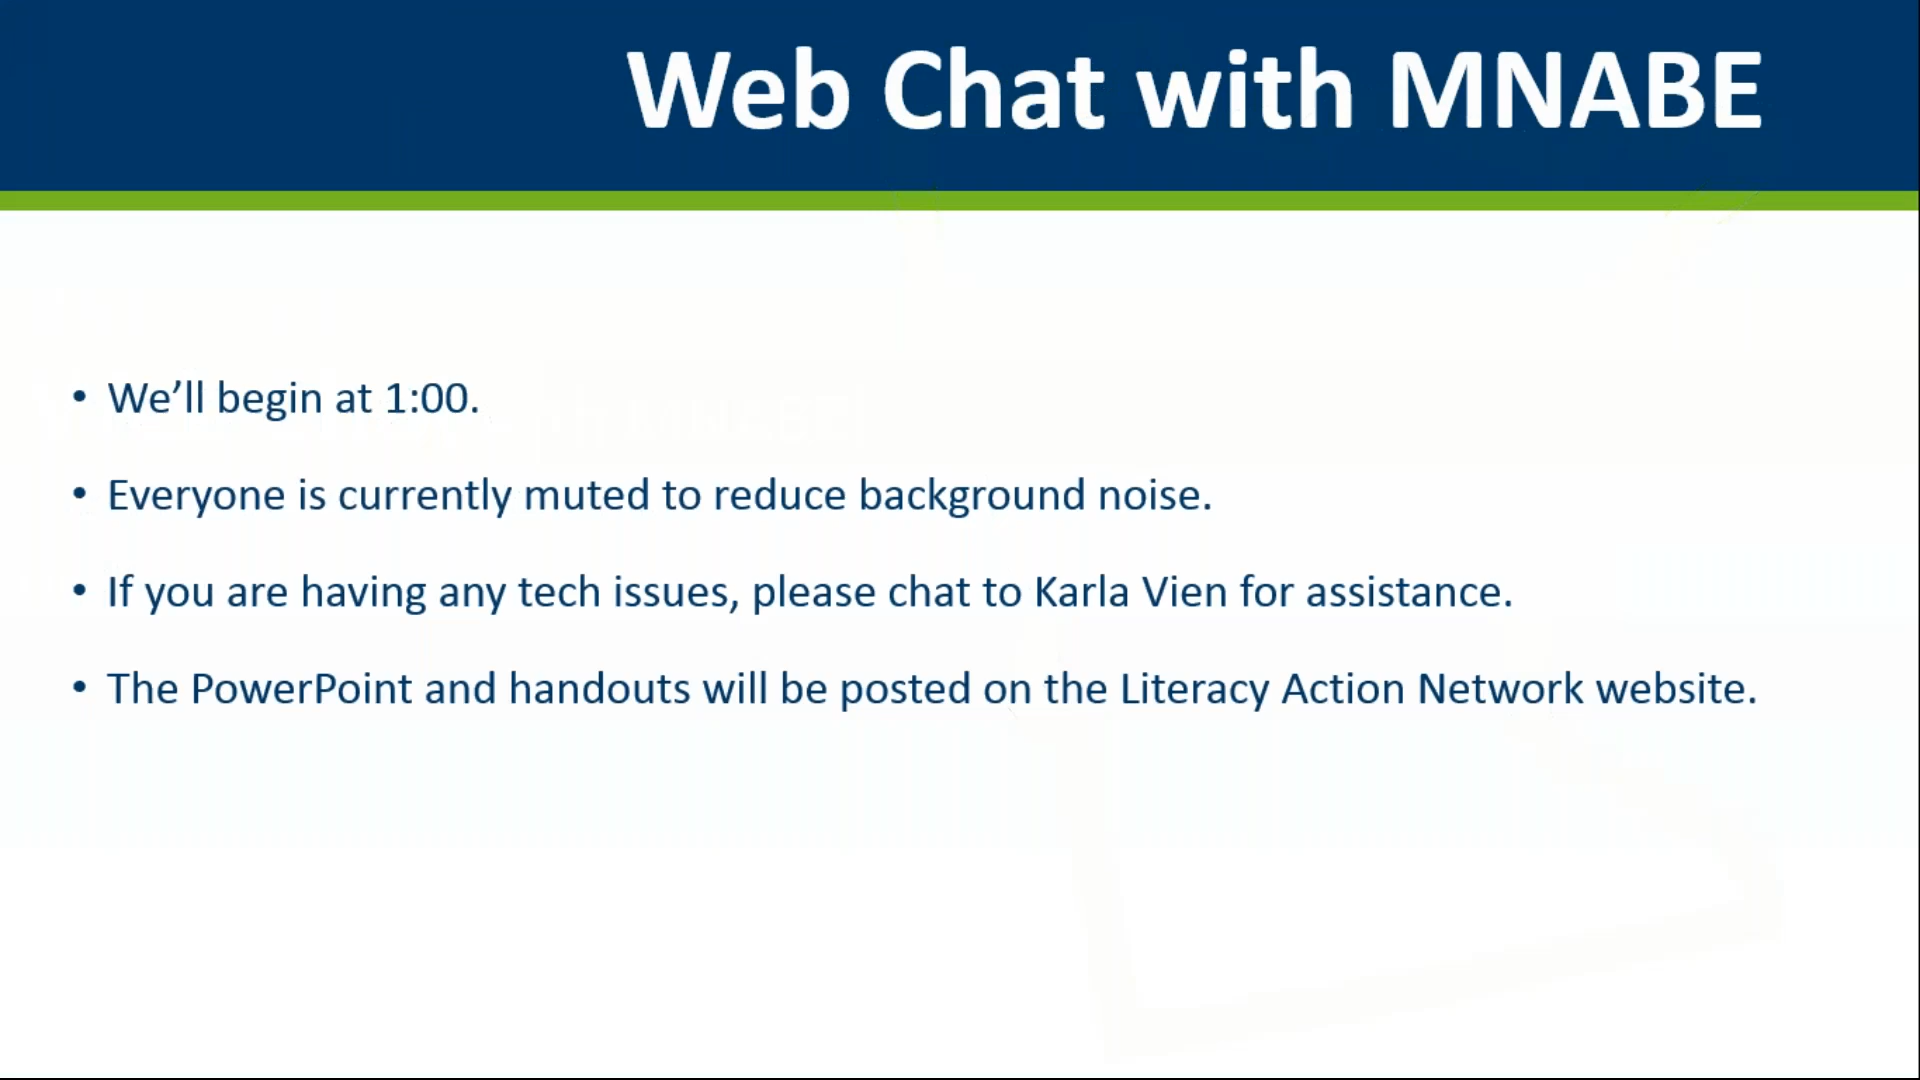 Web Chat with MNABE
• We’ll begin at 1:00.
• Everyone is currently muted to reduce background noise.
• If you are having any tech issues, please chat to Karla Vien for assistance.
• The PowerPoint and handouts will be posted on the Literacy Action Network website.